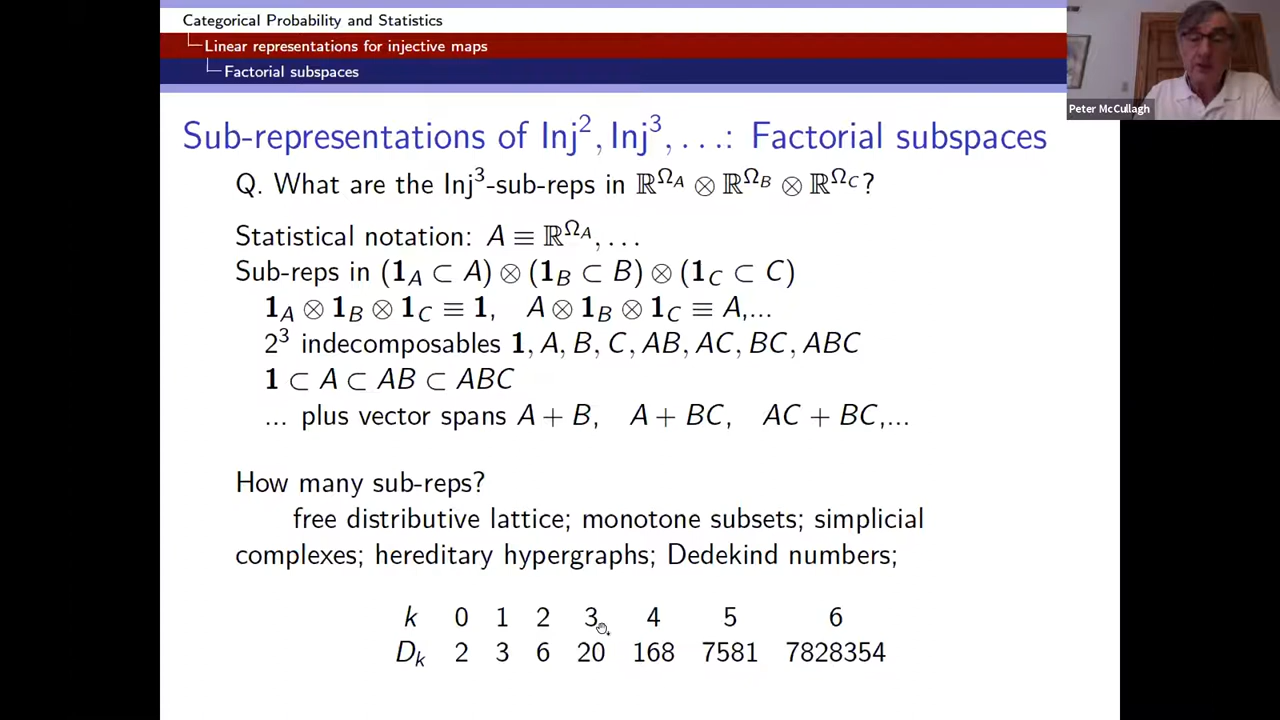 Categorical Probability and Statistics
Linear representations for injective maps
Factorial subspaces
Peter McCullagh
Sub-representations of Inj², Inj³, ...: Factorial subspaces
Q. What are the Inj³-sub-reps in ℝ^{Ω_A} ⊗ ℝ^{Ω_B} ⊗ ℝ^{Ω_C}?
Statistical notation: A ≡ ℝ^{Ω_A}, ...
Sub-reps in (𝟏_A ⊂ A) ⊗ (𝟏_B ⊂ B) ⊗ (𝟏_C ⊂ C)
𝟏_A ⊗ 𝟏_B ⊗ 𝟏_C ≡ 𝟏, A ⊗ 𝟏_B ⊗ 𝟏_C ≡ A,...
2³ indecomposables 𝟏, A, B, C, AB, AC, BC, ABC
𝟏 ⊂ A ⊂ AB ⊂ ABC
... plus vector spans A + B, A + BC, AC + BC,...
How many sub-reps?
free distributive lattice; monotone subsets; simplicial
complexes; hereditary hypergraphs; Dedekind numbers;
k 0 1 2 3 4 5 6
D_k 2 3 6 20 168 7581 7828354